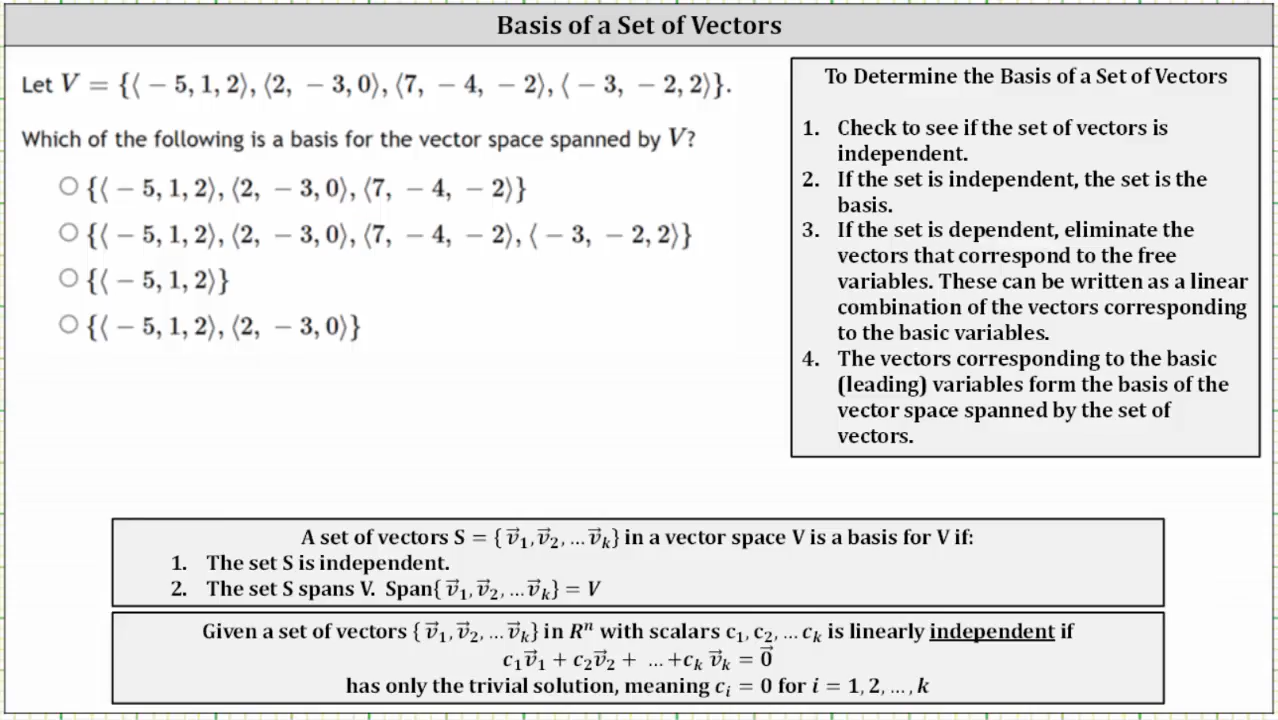 Basis of a Set of Vectors
Let V = {⟨ − 5, 1, 2⟩, ⟨2, − 3, 0⟩, ⟨7, − 4, − 2⟩, ⟨ − 3, − 2, 2⟩}.
Which of the following is a basis for the vector space spanned by V?
{⟨ − 5, 1, 2⟩, ⟨2, − 3, 0⟩, ⟨7, − 4, − 2⟩}
{⟨ − 5, 1, 2⟩, ⟨2, − 3, 0⟩, ⟨7, − 4, − 2⟩, ⟨ − 3, − 2, 2⟩}
{⟨ − 5, 1, 2⟩}
{⟨ − 5, 1, 2⟩, ⟨2, − 3, 0⟩}
To Determine the Basis of a Set of Vectors
1. Check to see if the set of vectors is
independent.
2. If the set is independent, the set is the
basis.
3. If the set is dependent, eliminate the
vectors that correspond to the free
variables. These can be written as a linear
combination of the vectors corresponding
to the basic variables.
4. The vectors corresponding to the basic
(leading) variables form the basis of the
vector space spanned by the set of
vectors.
A set of vectors S = {v⃗₁, v⃗₂, … v⃗ₖ} in a vector space V is a basis for V if:
1. The set S is independent.
2. The set S spans V. Span{v⃗₁, v⃗₂, … v⃗ₖ} = V
Given a set of vectors {v⃗₁, v⃗₂, … v⃗ₖ} in Rⁿ with scalars c₁, c₂, … cₖ is linearly independent if
c₁v⃗₁ + c₂v⃗₂ + … +cₖ v⃗ₖ = 0⃗
has only the trivial solution, meaning cᵢ = 0 for i = 1, 2, … , k